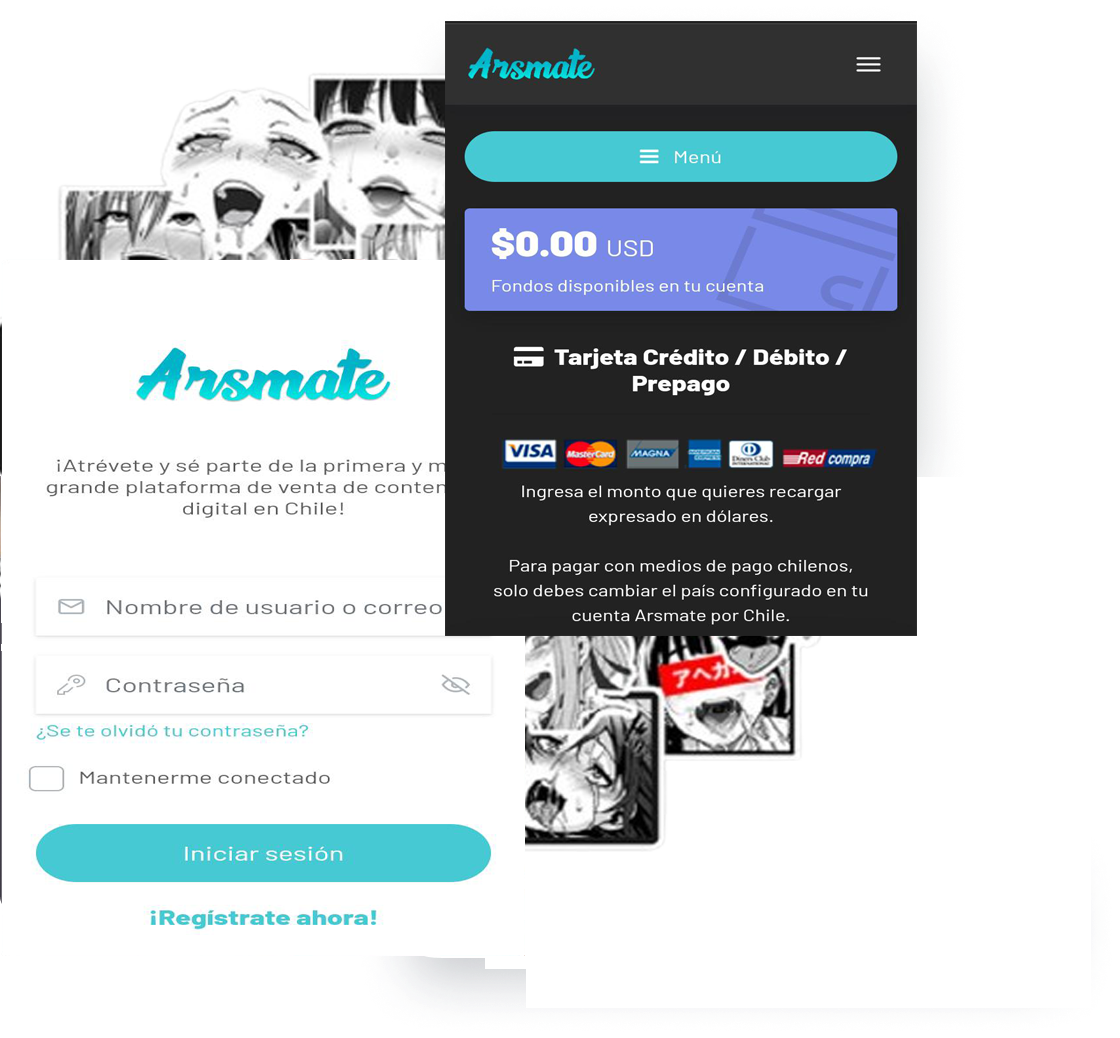 Arsmate
Menú
$0.00 USD
Fondos disponibles en tu cuenta
Tarjeta Crédito / Débito /
Prepago
VISA MasterCard MAGNA AMERICAN EXPRESS Diners Club INTERNATIONAL Red compra
Ingresa el monto que quieres recargar
expresado en dólares.
Para pagar con medios de pago chilenos,
solo debes cambiar el país configurado en tu
cuenta Arsmate por Chile.
Arsmate
¡Atrévete y sé parte de la primera y m
grande plataforma de venta de conten
digital en Chile!
Nombre de usuario o correo
Contraseña
¿Se te olvidó tu contraseña?
Mantenerme conectado
Iniciar sesión
¡Regístrate ahora!
アヘガ